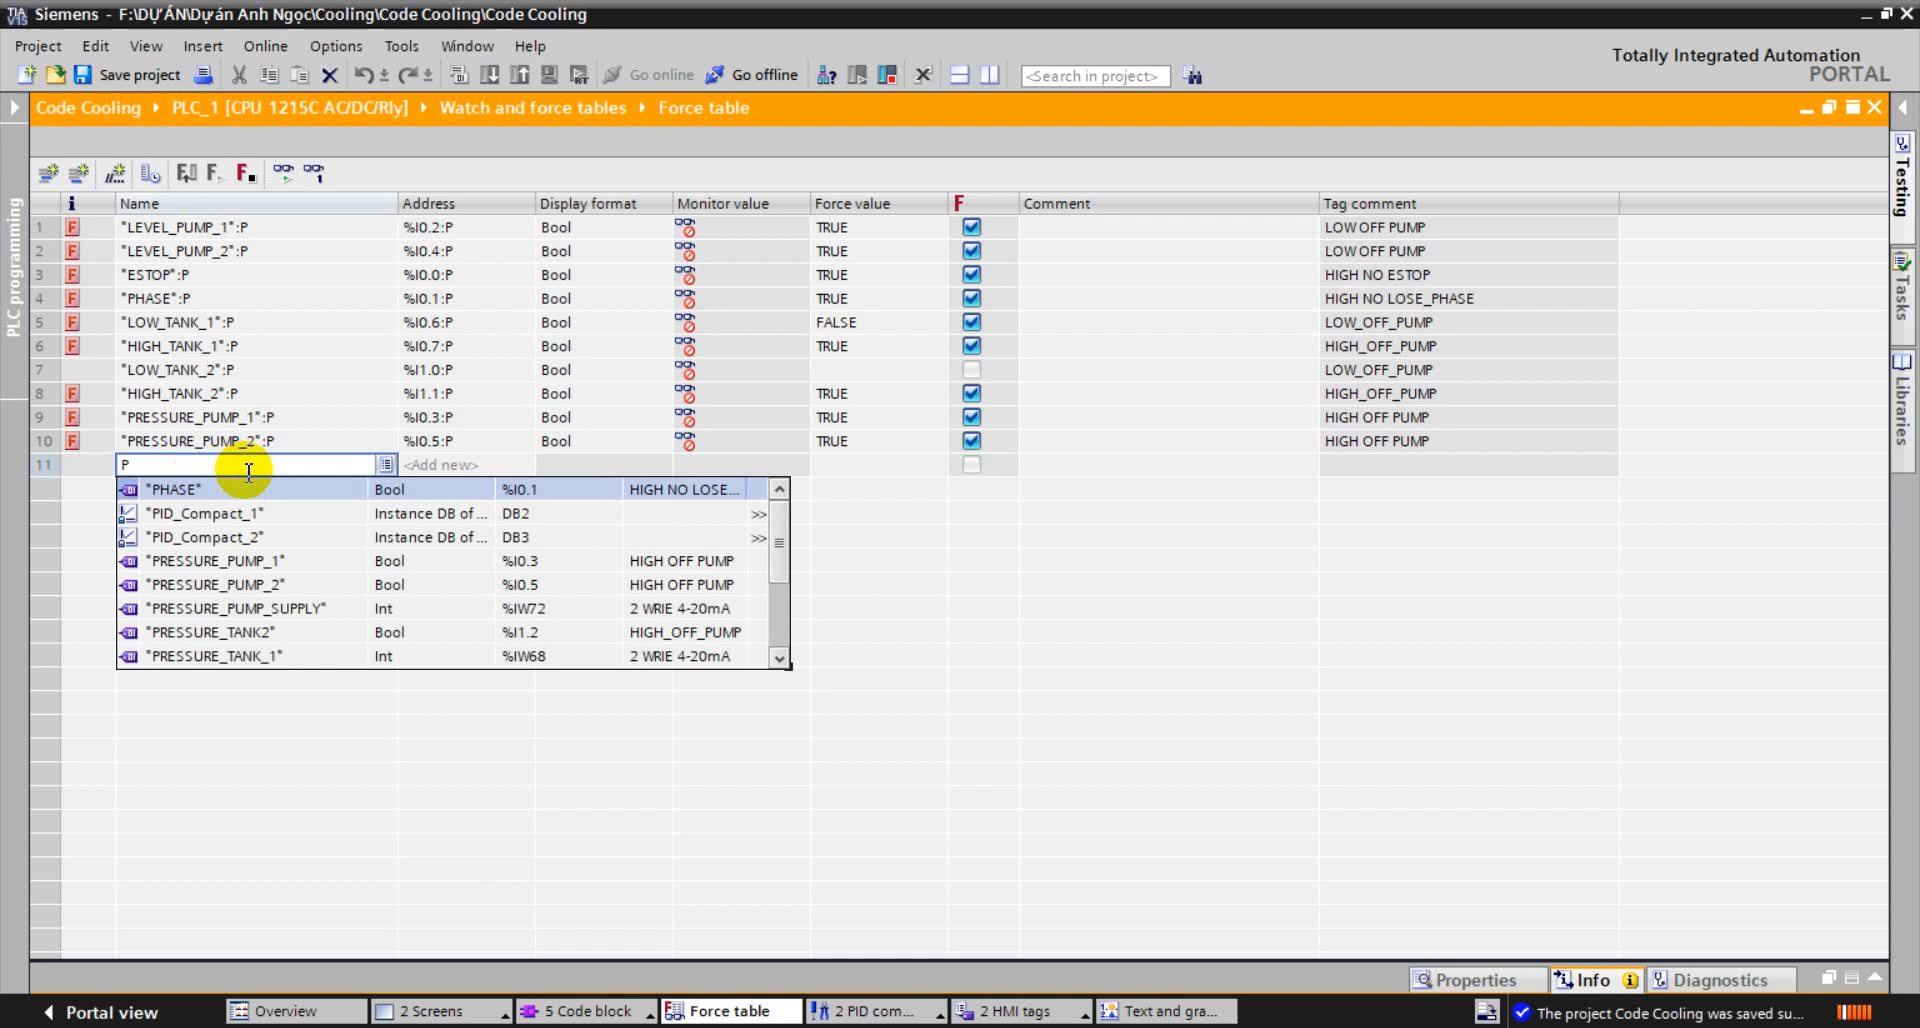 TIA V15 Siemens - F:\DỰ ÁN\Dự án Anh Ngọc\Cooling\Code Cooling\Code Cooling
Project Edit View Insert Online Options Tools Window Help
Totally Integrated Automation
PORTAL
Save project Go online Go offline <Search in project>
Code Cooling PLC_1 [CPU 1215C AC/DC/Rly] Watch and force tables Force table
i Name Address Display format Monitor value Force value F Comment Tag comment
1 F "LEVEL_PUMP_1":P %I0.2:P Bool TRUE LOW OFF PUMP
2 F "LEVEL_PUMP_2":P %I0.4:P Bool TRUE LOW OFF PUMP
3 F "ESTOP":P %I0.0:P Bool TRUE HIGH NO ESTOP
4 F "PHASE":P %I0.1:P Bool TRUE HIGH NO LOSE_PHASE
5 F "LOW_TANK_1":P %I0.6:P Bool FALSE LOW_OFF_PUMP
6 F "HIGH_TANK_1":P %I0.7:P Bool TRUE HIGH_OFF_PUMP
7 "LOW_TANK_2":P %I1.0:P Bool LOW_OFF_PUMP
8 F "HIGH_TANK_2":P %I1.1:P Bool TRUE HIGH_OFF_PUMP
9 F "PRESSURE_PUMP_1":P %I0.3:P Bool TRUE HIGH OFF PUMP
10 F "PRESSURE_PUMP_2":P %I0.5:P Bool TRUE HIGH OFF PUMP
11 P <Add new>
"PHASE" Bool %I0.1 HIGH NO LOSE...
"PID_Compact_1" Instance DB of ... DB2 >>
"PID_Compact_2" Instance DB of ... DB3 >>
"PRESSURE_PUMP_1" Bool %I0.3 HIGH OFF PUMP
"PRESSURE_PUMP_2" Bool %I0.5 HIGH OFF PUMP
"PRESSURE_PUMP_SUPPLY" Int %IW72 2 WRIE 4-20mA
"PRESSURE_TANK2" Bool %I1.2 HIGH_OFF_PUMP
"PRESSURE_TANK_1" Int %IW68 2 WRIE 4-20mA
PLC programming
Testing
Tasks
Libraries
Properties Info Diagnostics
Portal view Overview 2 Screens 5 Code block Force table 2 PID com... 2 HMI tags Text and gra... The project Code Cooling was saved su...